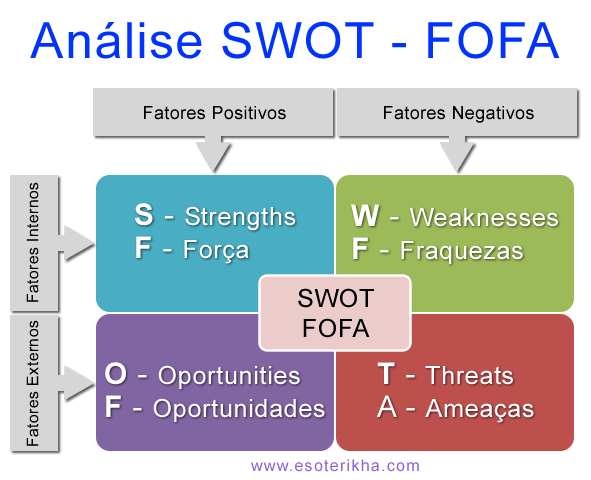 Análise SWOT - FOFA
Fatores Positivos
Fatores Negativos
Fatores Internos
S - Strengths
F - Força
W - Weaknesses
F - Fraquezas
SWOT
FOFA
Fatores Externos
O - Oportunities
F - Oportunidades
T - Threats
A - Ameaças
www.esoterikha.com